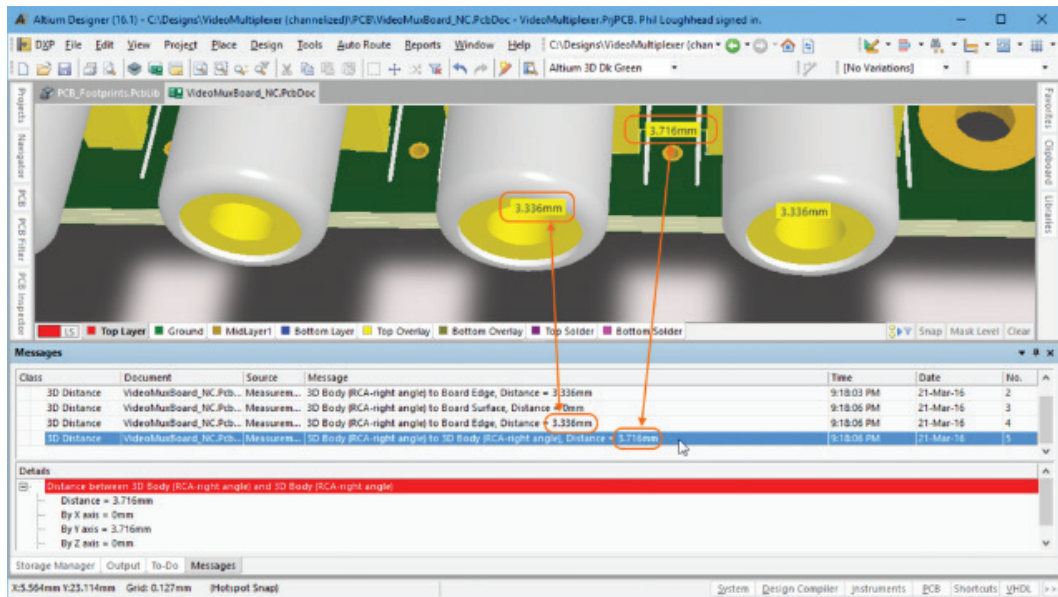 Altium Designer (16.1) - C:\Designs\VideoMultiplexer (channelized)\PCB\VideoMuxBoard_NC.PcbDoc - VideoMultiplexer.PrjPCB. Phil Loughhead signed in.
DXP File Edit View Project Place Design Tools Auto Route Reports Window Help C:\Designs\VideoMultiplexer (chan
Altium 3D Dk Green [No Variations]
PCB_Footprints.PcbLib VideoMuxBoard_NC.PcbDoc
Projects
Navigator
PCB
PCB Filter
PCB Inspector
3.716mm
3.336mm
3.336mm
Favorites
Clipboard
Libraries
LS Top Layer Ground MidLayer1 Bottom Layer Top Overlay Bottom Overlay Top Solder Bottom Solder Snap Mask Level Clear
Messages
Class Document Source Message Time Date No.
3D Distance VideoMuxBoard_NC.Pcb... Measurem... 3D Body (RCA-right angle) to Board Edge, Distance = 3.336mm 9:18:03 PM 21-Mar-16 2
3D Distance VideoMuxBoard_NC.Pcb... Measurem... 3D Body (RCA-right angle) to Board Surface, Distance = 0mm 9:18:06 PM 21-Mar-16 3
3D Distance VideoMuxBoard_NC.Pcb... Measurem... 3D Body (RCA-right angle) to Board Edge, Distance = 3.336mm 9:18:06 PM 21-Mar-16 4
3D Distance VideoMuxBoard_NC.Pcb... Measurem... 3D Body (RCA-right angle) to 3D Body (RCA-right angle), Distance = 3.716mm 9:18:06 PM 21-Mar-16 5
Details
Distance between 3D Body (RCA-right angle) and 3D Body (RCA-right angle)
Distance = 3.716mm
By X axis = 0mm
By Y axis = 3.716mm
By Z axis = 0mm
Storage Manager Output To-Do Messages
X:5.564mm Y:23.114mm Grid: 0.127mm (Hotspot Snap) System Design Compiler Instruments PCB Shortcuts VHDL >>